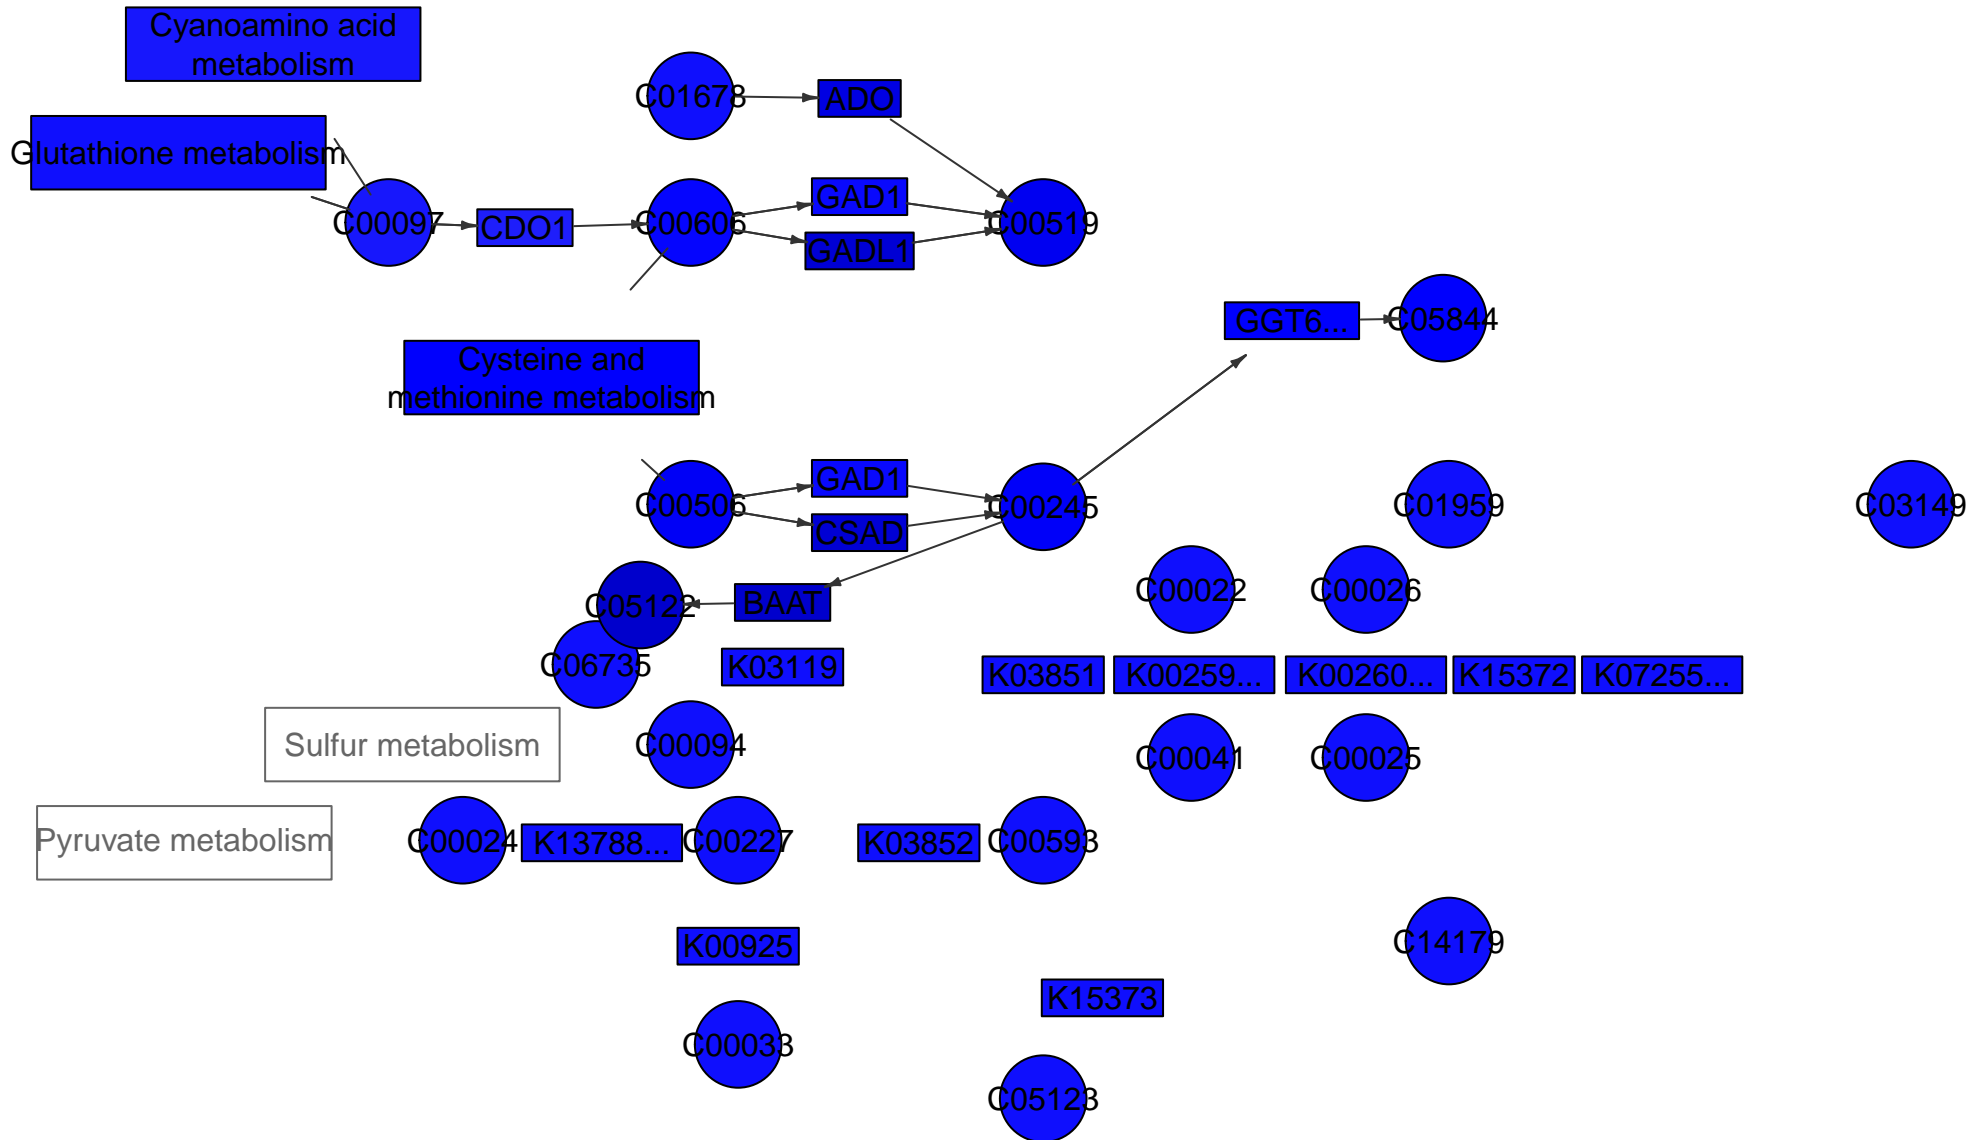 Cyanoamino acid
metabolism
C01678
ADO
Glutathione metabolism
C00097
CDO1
C00606
GAD1
GADL1
C00519
GGT6...
C05844
Cysteine and
methionine metabolism
C00506
GAD1
CSAD
C00245
C01959
C03149
C05122
BAAT
C00022
C00026
C06735
K03119
K03851
K00259...
K00260...
K15372
K07255...
Sulfur metabolism
C00094
C00041
C00025
Pyruvate metabolism
C00024
K13788...
C00227
K03852
C00593
K00925
C14179
K15373
C00033
C05123